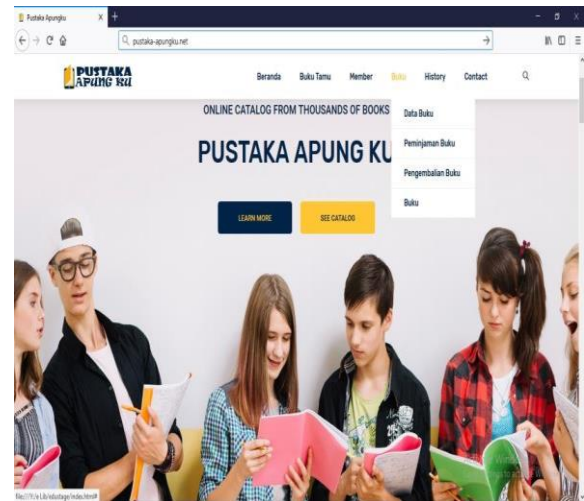 Pustaka Apungku X +
pustaka-apungku.net
PUSTAKA
APUNG KU
Beranda Buku Tamu Member Buku History Contact
ONLINE CATALOG FROM THOUSANDS OF BOOKS
PUSTAKA APUNG KU
Data Buku
Peminjaman Buku
Pengembalian Buku
Buku
LEARN MORE SEE CATALOG